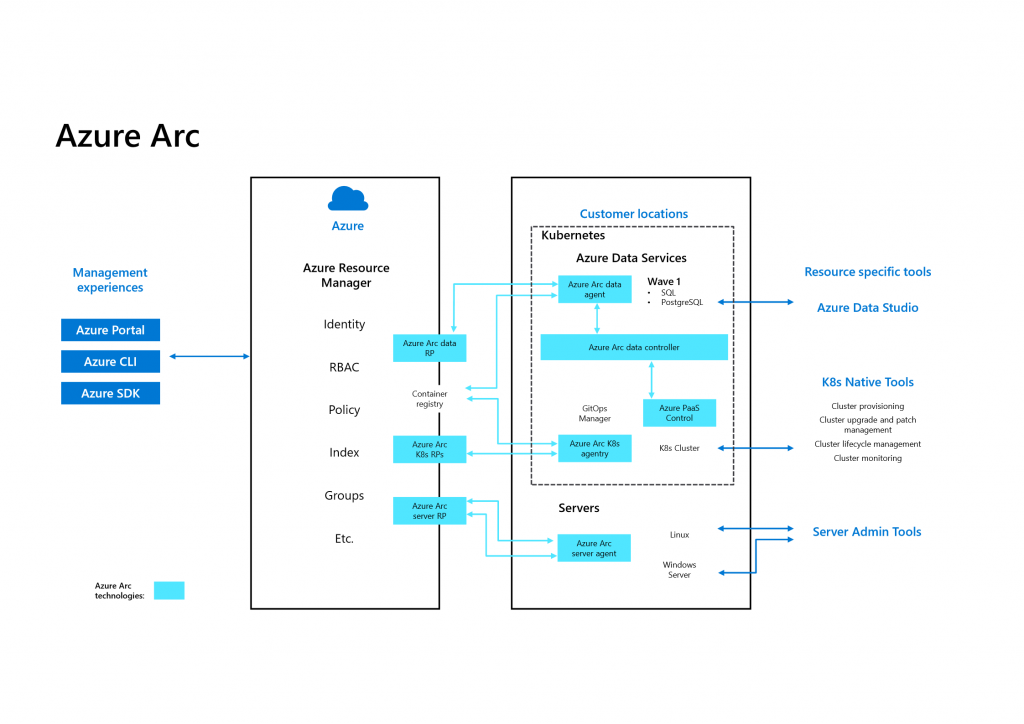 Azure Arc
Management
experiences
Azure Portal
Azure CLI
Azure SDK
Azure Arc
technologies:
Azure
Azure Resource
Manager
Identity
RBAC
Policy
Index
Groups
Etc.
Azure Arc data
RP
Container
registry
Azure Arc
K8s RPs
Azure Arc
server RP
Customer locations
Kubernetes
Azure Data Services
Azure Arc data
agent
Wave 1
• SQL
• PostgreSQL
Azure Arc data controller
GitOps
Manager
Azure PaaS
Control
Azure Arc K8s
agentry
K8s Cluster
Servers
Azure Arc
server agent
Linux
Windows
Server
Resource specific tools
Azure Data Studio
K8s Native Tools
Cluster provisioning
Cluster upgrade and patch
management
Cluster lifecycle management
Cluster monitoring
Server Admin Tools